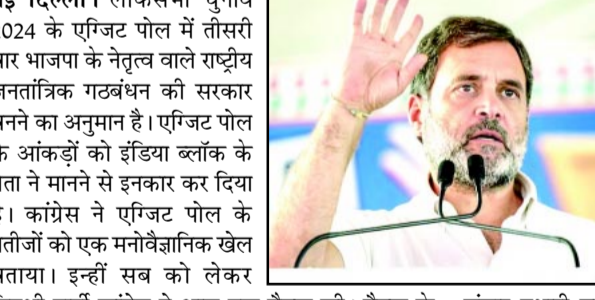 दिल्ली। लोकसभा चुनाव
2024 के एग्जिट पोल में तीसरी
बार भाजपा के नेतृत्व वाले राष्ट्रीय
जनतांत्रिक गठबंधन की सरकार
बनने का अनुमान है। एग्जिट पोल
के आंकड़ों को इंडिया ब्लॉक के
नेता ने मानने से इनकार कर दिया
है। कांग्रेस ने एग्जिट पोल के
नतीजों को एक मनोवैज्ञानिक खेल
बताया। इन्हीं सब को लेकर